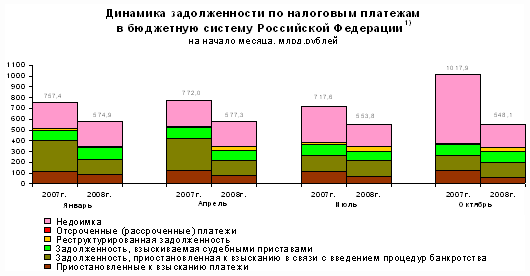 Динамика задолженности по налоговым платежам
в бюджетную систему Российской Федерации 1)
на начало месяца, млрд.рублей
1100
1000
900
800
700
600
500
400
300
200
100
0
757,4
574,9
772,0
577,3
717,6
553,8
1017,9
548,1
2007г. 2008г. 2007г. 2008г. 2007г. 2008г. 2007г. 2008г.
Январь Апрель Июль Октябрь
Недоимка
Отсроченные (рассроченные) платежи
Реструктурированная задолженность
Задолженность, взыскиваемая судебными приставами
Задолженность, приостановленная к взысканию в связи с введением процедур банкротства
Приостановленные к взысканию платежи